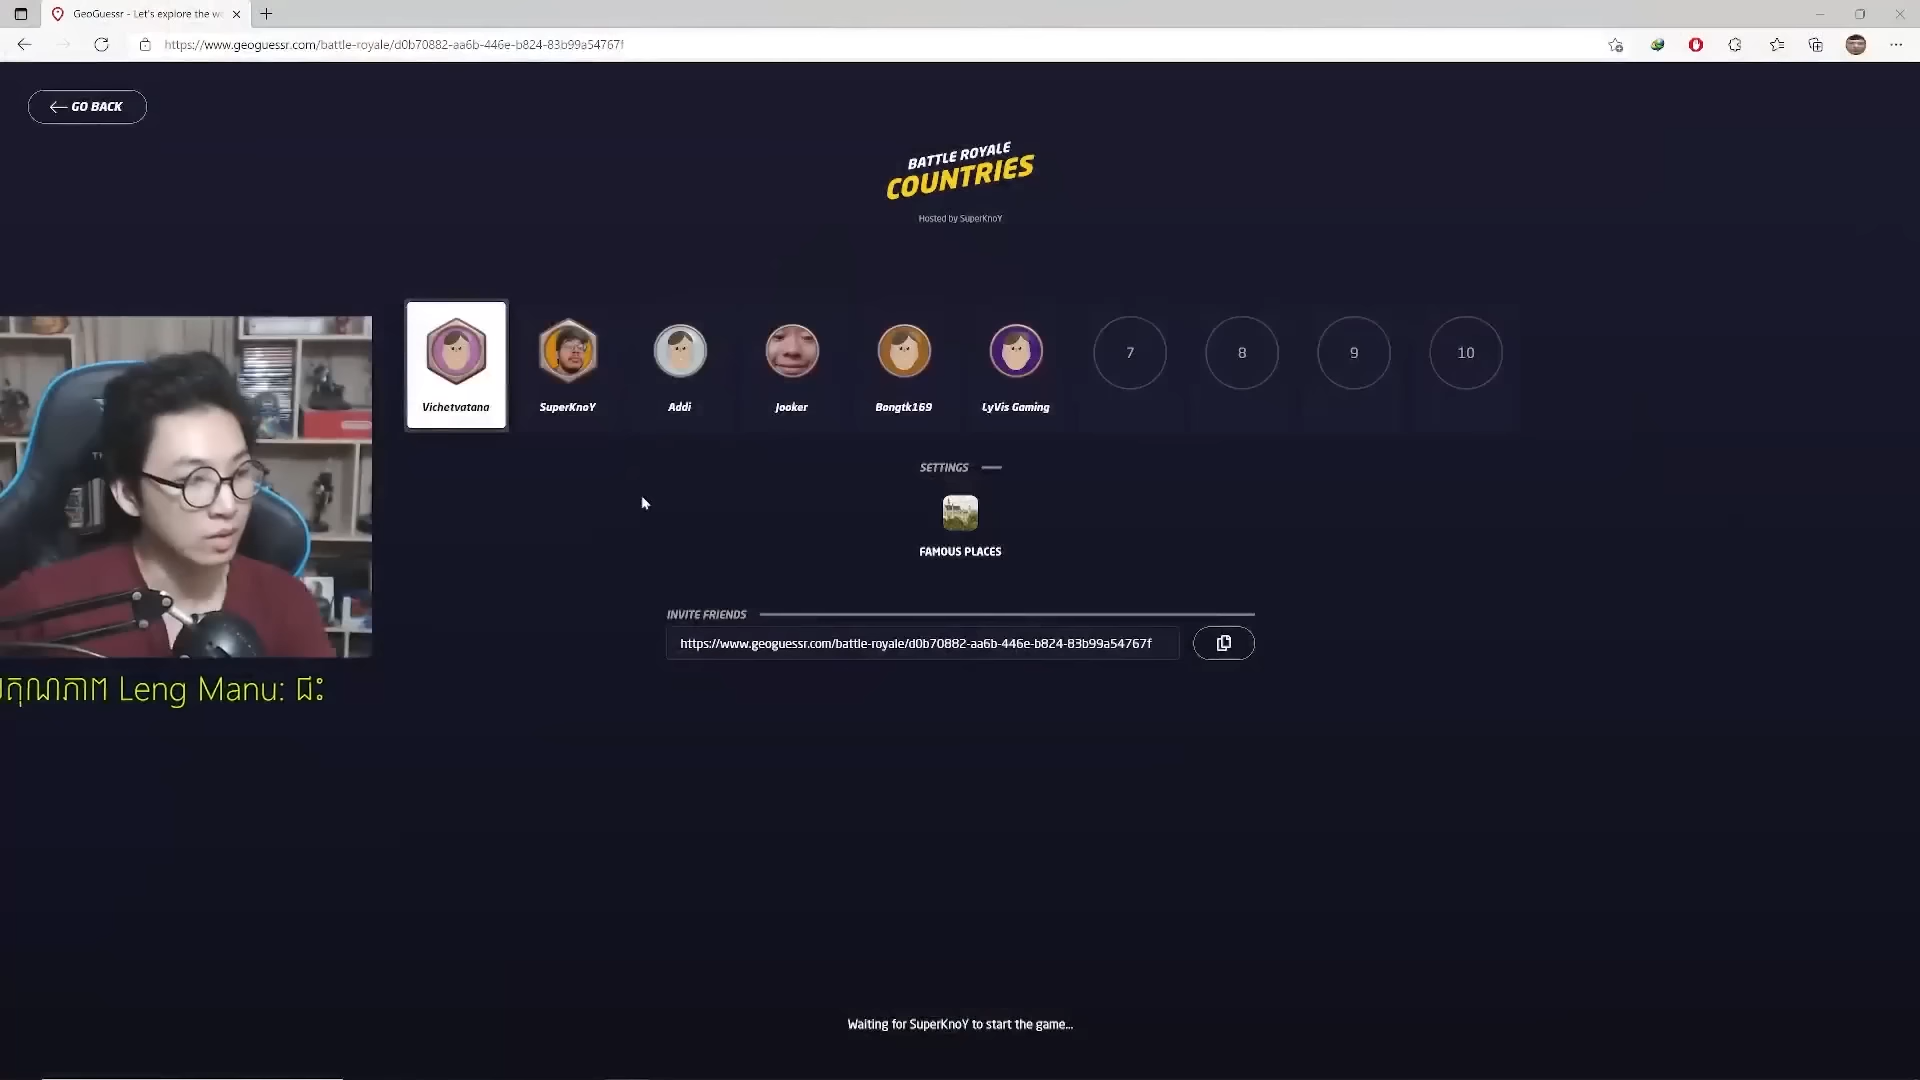 GeoGuessr - Let's explore the w
https://www.geoguessr.com/battle-royale/d0b70882-aa6b-446e-b824-83b99a54767f
GO BACK
BATTLE ROYALE
COUNTRIES
Hosted by SuperKnoY
7
8
9
10
Vichetvatana
SuperKnoY
Addi
Jooker
Bongtk169
LyVis Gaming
SETTINGS
FAMOUS PLACES
INVITE FRIENDS
https://www.geoguessr.com/battle-royale/d0b70882-aa6b-446e-b824-83b99a54767f
Leng Manu: ជះ
Waiting for SuperKnoY to start the game...